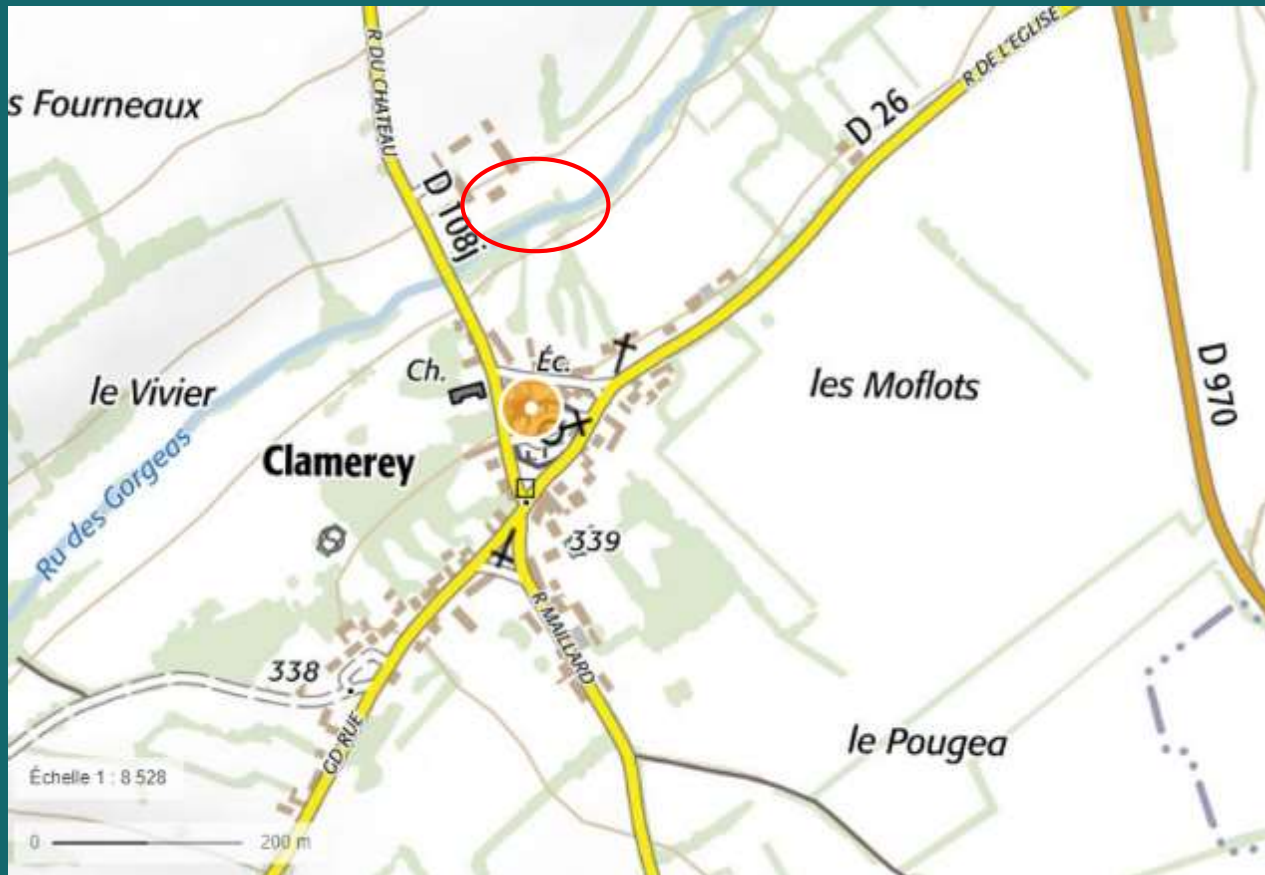 R DU CHATEAU
R DE L'EGLISE
s Fourneaux
D 26
D 108j
D 970
Ch.
Éc.
le Vivier
les Moflots
Clamerey
Ru des Gorgeas
339
R MAILLARD
338
GD RUE
le Pougea
Échelle 1 : 8 528
0
200 m